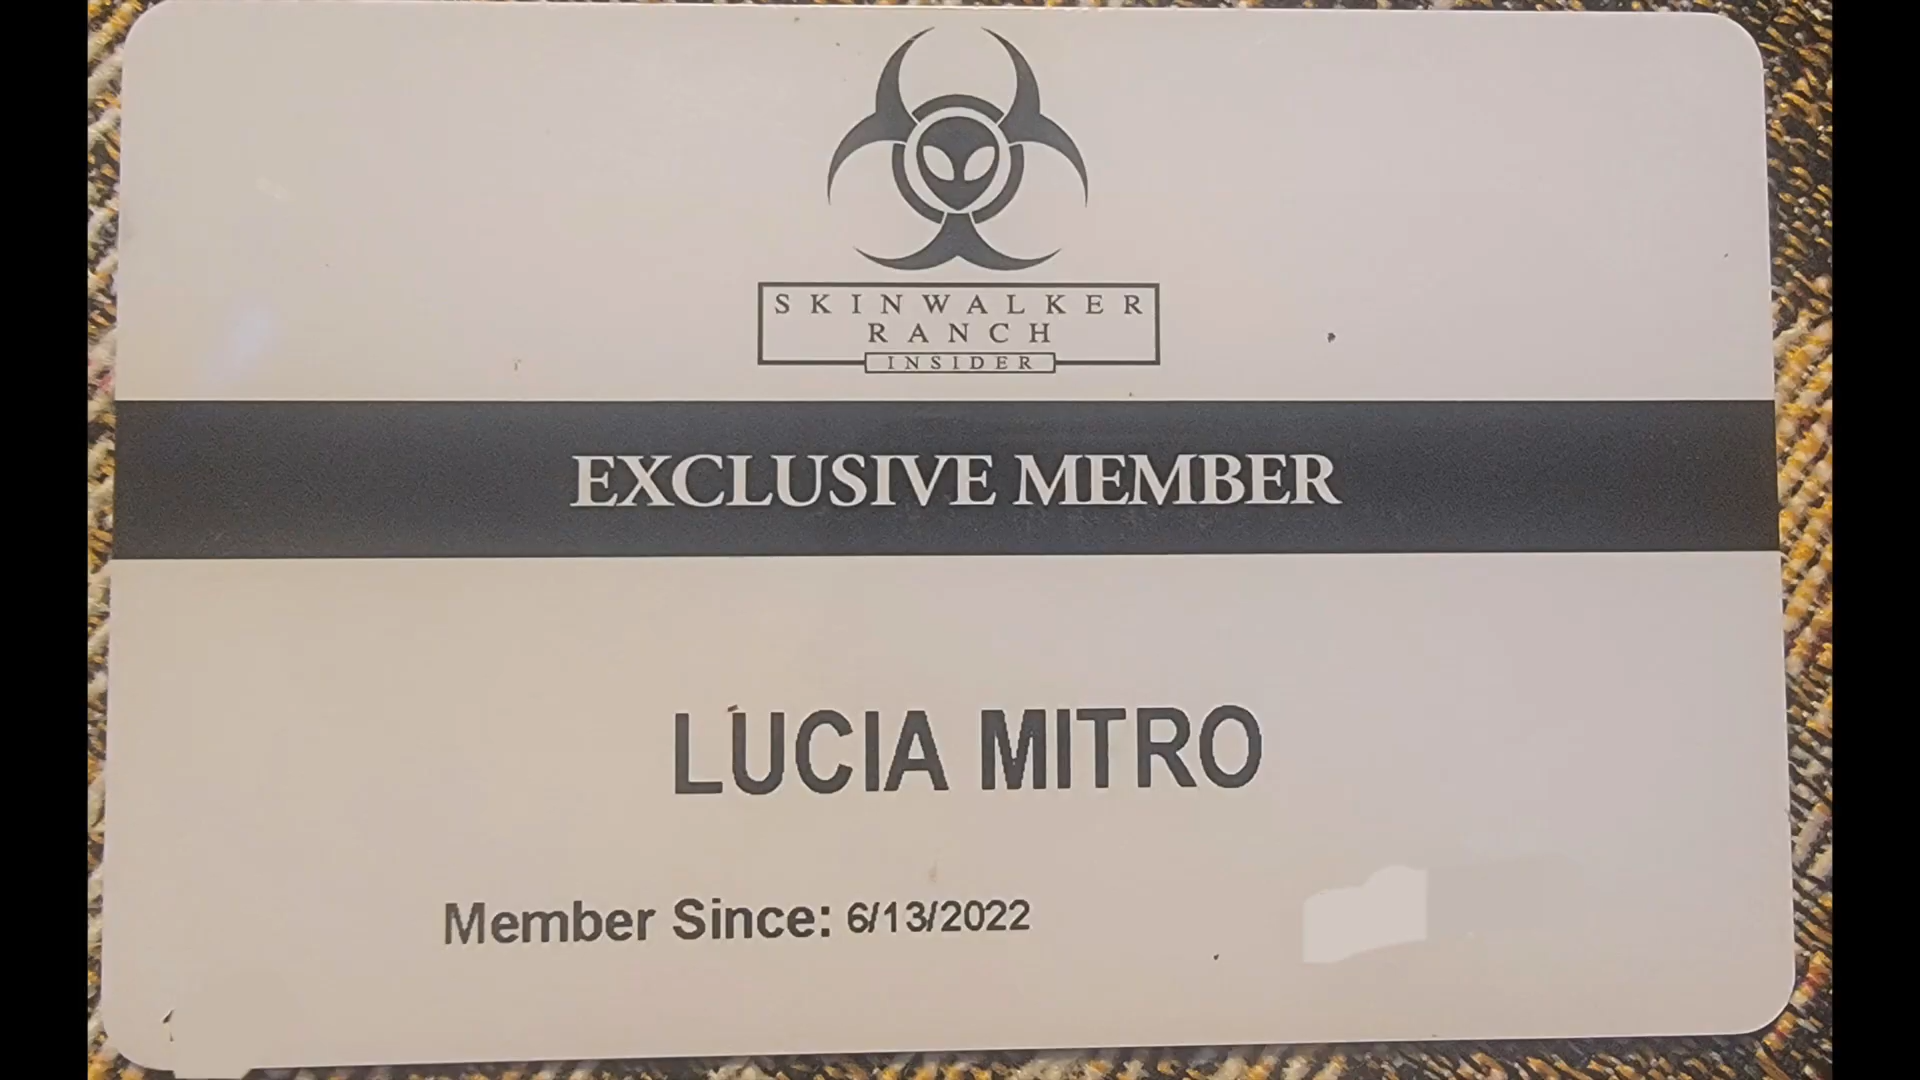 SKINWALKER
RANCH
INSIDER
EXCLUSIVE MEMBER
LUCIA MITRO
Member Since: 6/13/2022